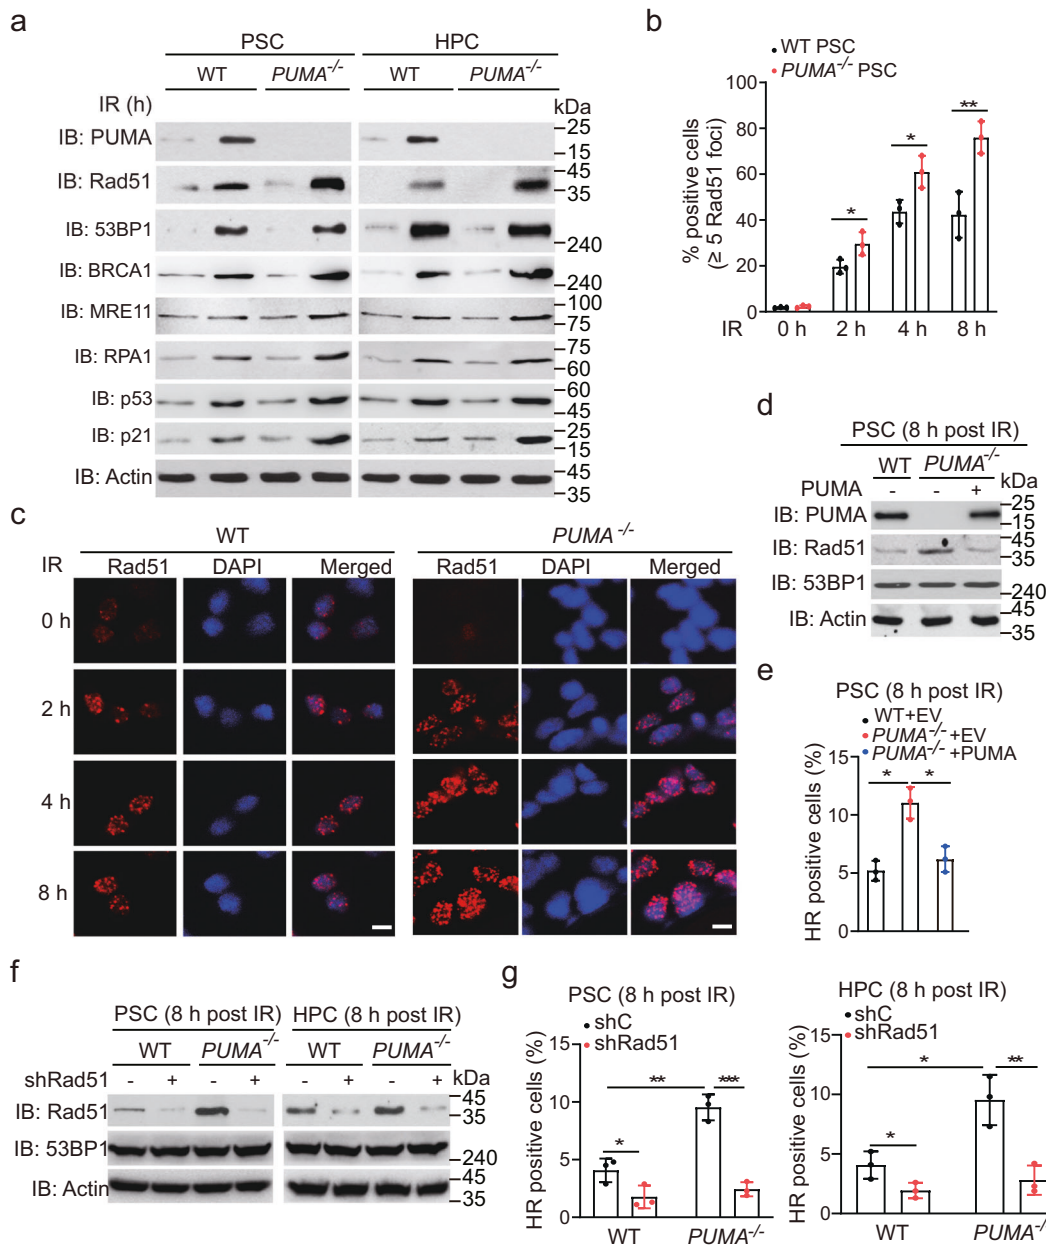 a
PSC
HPC
WT
PUMA-/-
WT
PUMA-/-
IR (h)
kDa
IB: PUMA
25
15
IB: Rad51
45
35
IB: 53BP1
240
IB: BRCA1
240
IB: MRE11
100
75
IB: RPA1
75
60
IB: p53
60
45
IB: p21
25
15
IB: Actin
45
35
b
WT PSC
PUMA-/- PSC
% positive cells
(≥ 5 Rad51 foci)
100
80
60
40
20
0
*
*
**
IR
0 h
2 h
4 h
8 h
c
WT
PUMA-/-
IR
Rad51
DAPI
Merged
Rad51
DAPI
Merged
0 h
2 h
4 h
8 h
d
PSC (8 h post IR)
WT
PUMA-/-
kDa
PUMA
-
-
+
IB: PUMA
25
15
IB: Rad51
45
35
IB: 53BP1
240
IB: Actin
45
35
e
PSC (8 h post IR)
WT+EV
PUMA-/- +EV
PUMA-/- +PUMA
HR positive cells (%)
15
10
5
0
*
*
f
PSC (8 h post IR)
HPC (8 h post IR)
WT
PUMA-/-
WT
PUMA-/-
shRad51
-
+
-
+
-
+
-
+
kDa
IB: Rad51
45
35
IB: 53BP1
240
IB: Actin
45
35
g
PSC (8 h post IR)
shC
shRad51
HR positive cells (%)
15
10
5
0
*
**
***
WT
PUMA-/-
HPC (8 h post IR)
shC
shRad51
HR positive cells (%)
15
10
5
0
*
*
**
WT
PUMA-/-